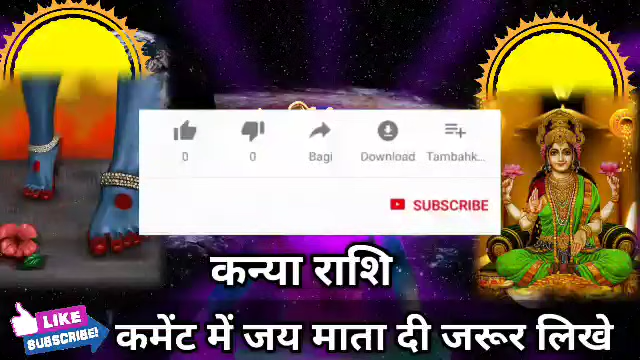 0 0 Bagi Download Tambahk...
SUBSCRIBE
कन्या राशि
LIKE
SUBSCRIBE!
कमेंट में जय माता दी जरूर लिखे